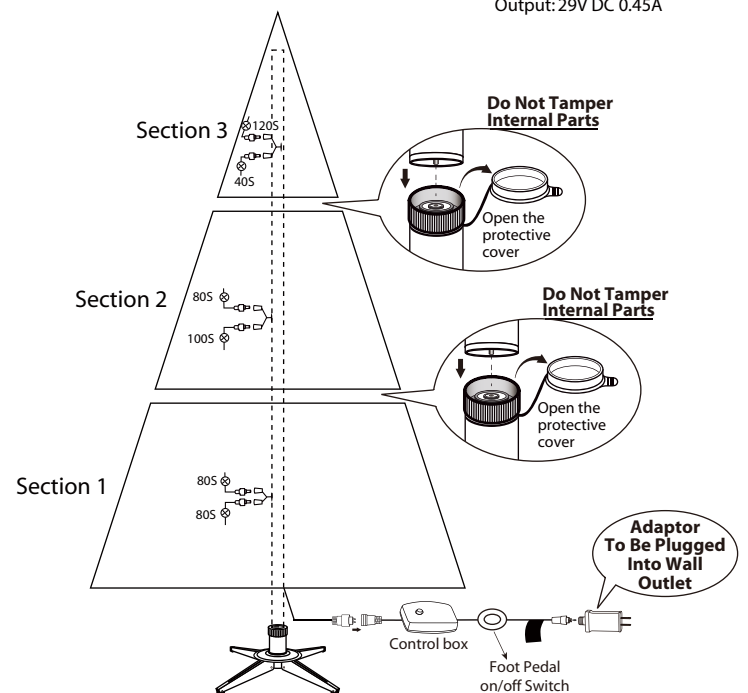 Output: 29V DC 0.45A
Do Not Tamper
Internal Parts
Section 3
120S
40S
Open the
protective
cover
Section 2
80S
100S
Do Not Tamper
Internal Parts
Open the
protective
cover
Section 1
80S
80S
Adaptor
To Be Plugged
Into Wall
Outlet
Control box
Foot Pedal
on/off Switch